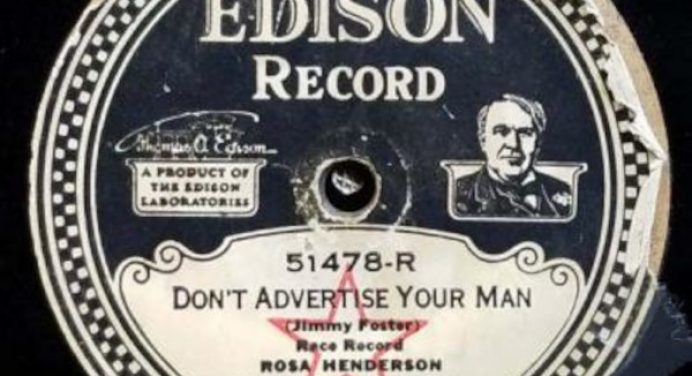 EDISON
RECORD
Thomas A. Edison
A PRODUCT OF
THE EDISON
LABORATORIES
51478-R
DON'T ADVERTISE YOUR MAN
(Jimmy Foster)
Race Record
ROSA HENDERSON